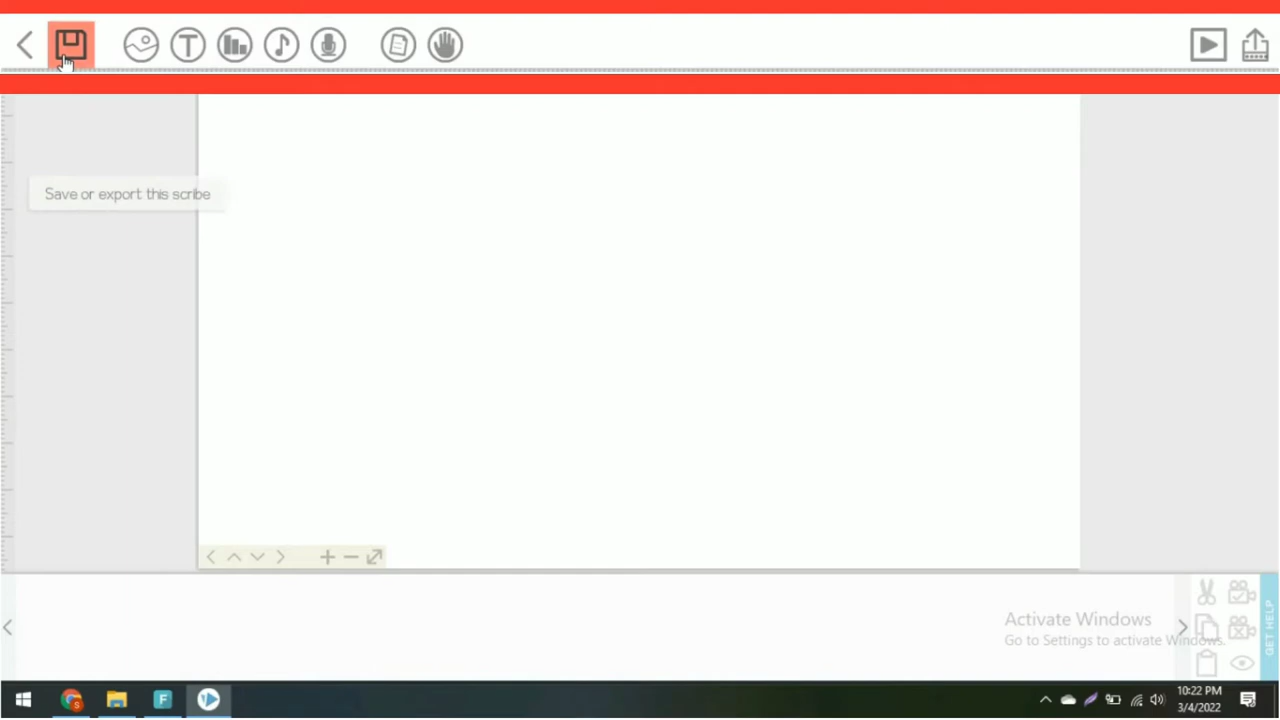 Save or export this scribe
Activate Windows
Go to Settings to activate Windows.
GET HELP
10:22 PM
3/4/2022